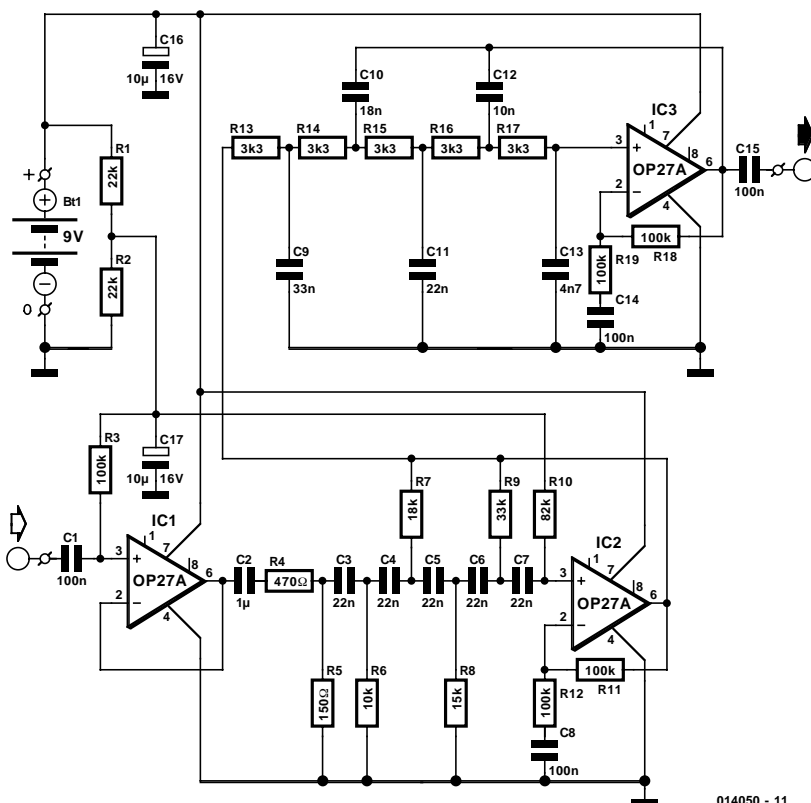 C16
10µ 16V
R1
22k
+
Bt1
9V
R2
22k
0
C10
18n
C12
10n
R13 R14 R15 R16 R17
3k3 3k3 3k3 3k3 3k3
IC3
1
7
8
3
+
OP27A
6
2
−
4
C15
100n
C9
33n
C11
22n
C13
4n7
R19
100k
100k
R18
C14
100n
R3
100k
C17
10µ 16V
R7
18k
R9
33k
R10
82k
C1
100n
IC1
1
7
8
3
+
OP27A
6
2
−
4
C2
1µ
R4
470Ω
C3 C4 C5 C6 C7
22n 22n 22n 22n 22n
IC2
1
7
8
3
+
OP27A
6
2
−
4
R5
150Ω
R6
10k
R8
15k
R12
100k
100k
R11
C8
100n
014050 - 11